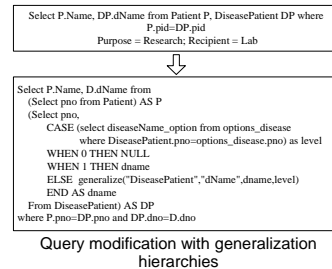 Select P.Name, DP.dName from Patient P, DiseasePatient DP where
P.pid=DP.pid
Purpose = Research; Recipient = Lab
Select P.Name, D.dName from
(Select pno from Patient) AS P
(Select pno,
CASE (select diseaseName_option from options_disease
where DiseasePatient.pno=options_disease.pno) as level
WHEN 0 THEN NULL
WHEN 1 THEN dname
ELSE generalize("DiseasePatient","dName",dname,level)
END AS dname
From DiseasePatient) AS DP
where P.pno=DP.pno and DP.dno=D.dno
Query modification with generalization
hierarchies